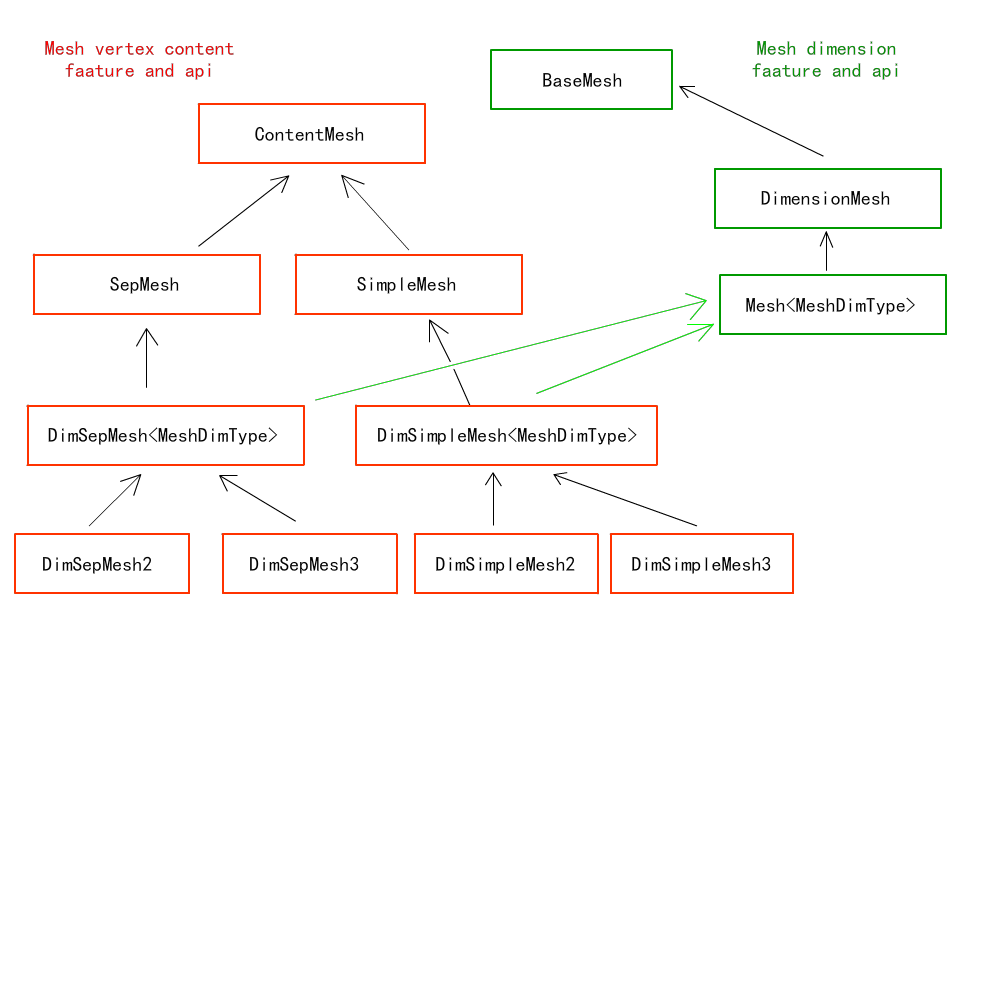 Mesh vertex content
faature and api
Mesh dimension
faature and api
BaseMesh
ContentMesh
DimensionMesh
SepMesh
SimpleMesh
Mesh<MeshDimType>
DimSepMesh<MeshDimType>
DimSimpleMesh<MeshDimType>
DimSepMesh2
DimSepMesh3
DimSimpleMesh2
DimSimpleMesh3